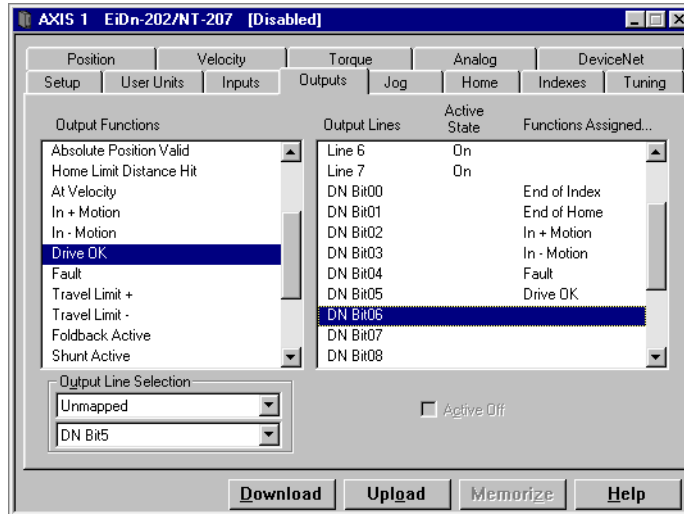 AXIS 1 EiDn-202/NT-207 [Disabled]
Position Velocity Torque Analog DeviceNet
Setup User Units Inputs Outputs Jog Home Indexes Tuning
Output Functions
Absolute Position Valid
Home Limit Distance Hit
At Velocity
In + Motion
In - Motion
Drive OK
Fault
Travel Limit +
Travel Limit -
Foldback Active
Shunt Active
Output Lines Active State Functions Assigned...
Line 6 On
Line 7 On
DN Bit00 End of Index
DN Bit01 End of Home
DN Bit02 In + Motion
DN Bit03 In - Motion
DN Bit04 Fault
DN Bit05 Drive OK
DN Bit06
DN Bit07
DN Bit08
Output Line Selection
Unmapped
DN Bit5
Active Off
Download Upload Memorize Help